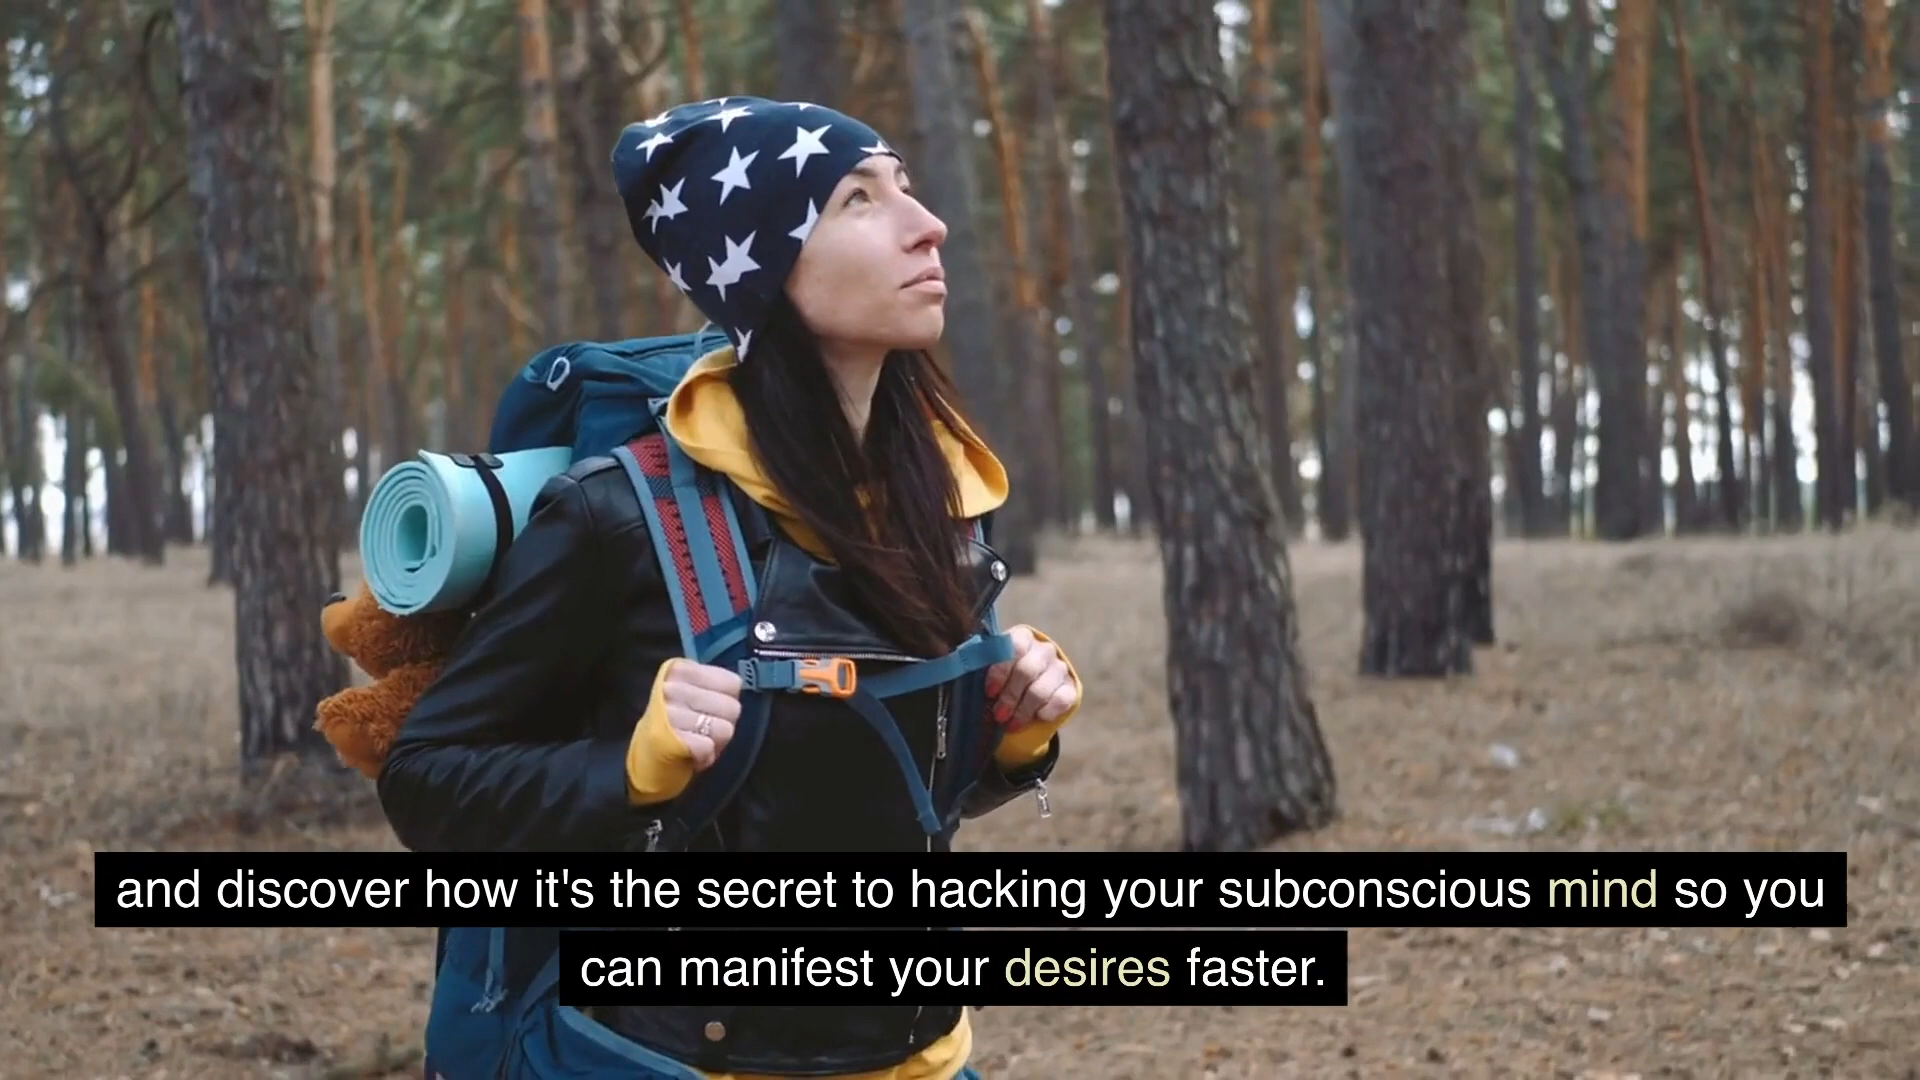 and discover how it's the secret to hacking your subconscious mind so you
can manifest your desires faster.